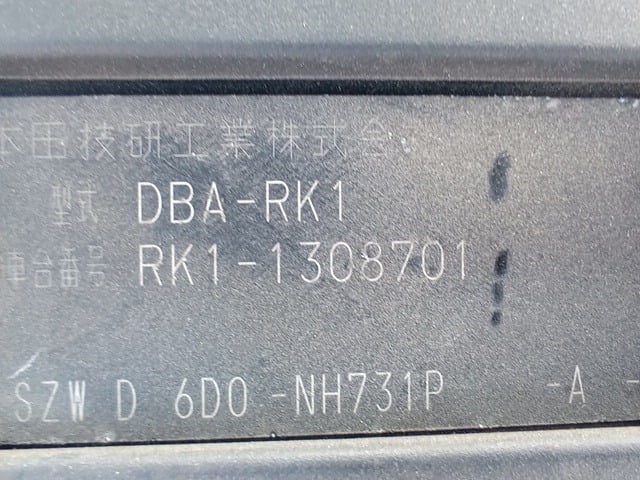 本田技研工業株式会
型式 DBA-RK1
車台番号 RK1-1308701
SZW D 6D0 -NH731P -A -